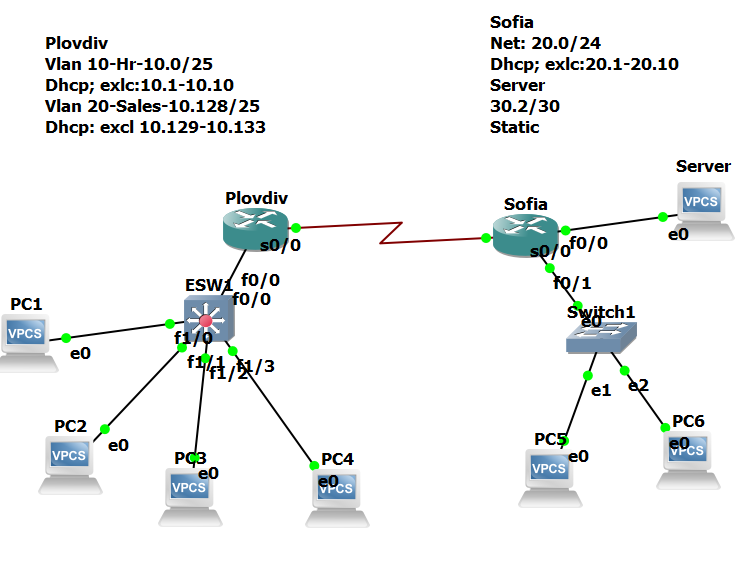 Plovdiv
Vlan 10-Hr-10.0/25
Dhcp; exlc:10.1-10.10
Vlan 20-Sales-10.128/25
Dhcp: excl 10.129-10.133
Sofia
Net: 20.0/24
Dhcp; exlc:20.1-20.10
Server
30.2/30
Static
Server
VPCS
e0
Plovdiv
s0/0
f0/0
Sofia
s0/0
f0/0
f0/1
ESW1
f0/0
f1/0
f1/1
f1/2
f1/3
Switch1
e0
e1
e2
PC1
VPCS
e0
PC2
VPCS
e0
PC3
VPCS
e0
PC4
VPCS
e0
PC5
VPCS
e0
PC6
VPCS
e0